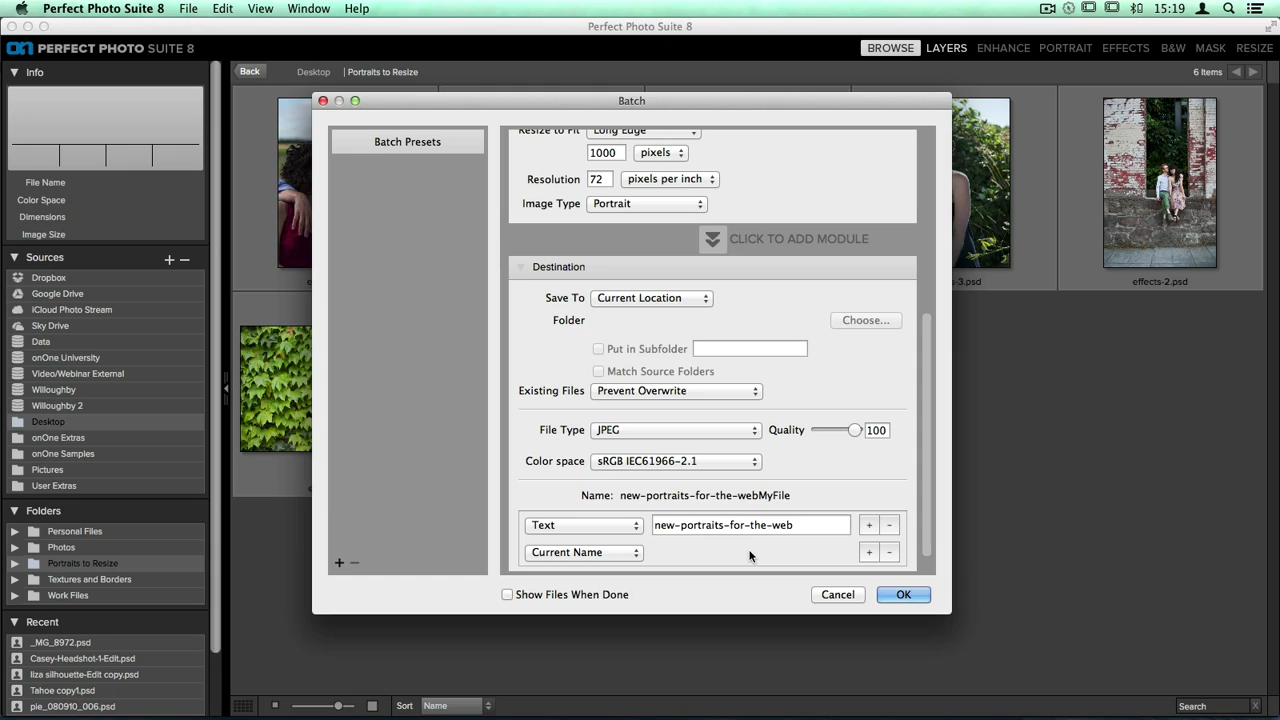 Perfect Photo Suite 8 File Edit View Window Help 15:19
Perfect Photo Suite 8
on PERFECT PHOTO SUITE 8 BROWSE LAYERS ENHANCE PORTRAIT EFFECTS B&W MASK RESIZE
Info
File Name
Color Space
Dimensions
Image Size
Sources
Dropbox
Google Drive
iCloud Photo Stream
Sky Drive
Data
onOne University
Video/Webinar External
Willoughby
Willoughby 2
Desktop
onOne Extras
onOne Samples
Pictures
User Extras
Folders
Personal Files
Photos
Portraits to Resize
Textures and Borders
Work Files
Recent
_MG_8972.psd
Casey-Headshot-1-Edit.psd
liza silhouette-Edit copy.psd
Tahoe copy1.psd
pie_080910_006.psd
Back Desktop | Portraits to Resize 6 Items
Batch
Batch Presets
Resize to Fit Long Edge
1000 pixels
Resolution 72 pixels per inch
Image Type Portrait
CLICK TO ADD MODULE
Destination
Save To Current Location
Folder Choose...
Put in Subfolder
Match Source Folders
Existing Files Prevent Overwrite
File Type JPEG Quality 100
Color space sRGB IEC61966-2.1
Name: new-portraits-for-the-webMyFile
Text new-portraits-for-the-web + -
Current Name + -
+ -
Show Files When Done Cancel OK
s-3.psd
effects-2.psd
Sort Name Search